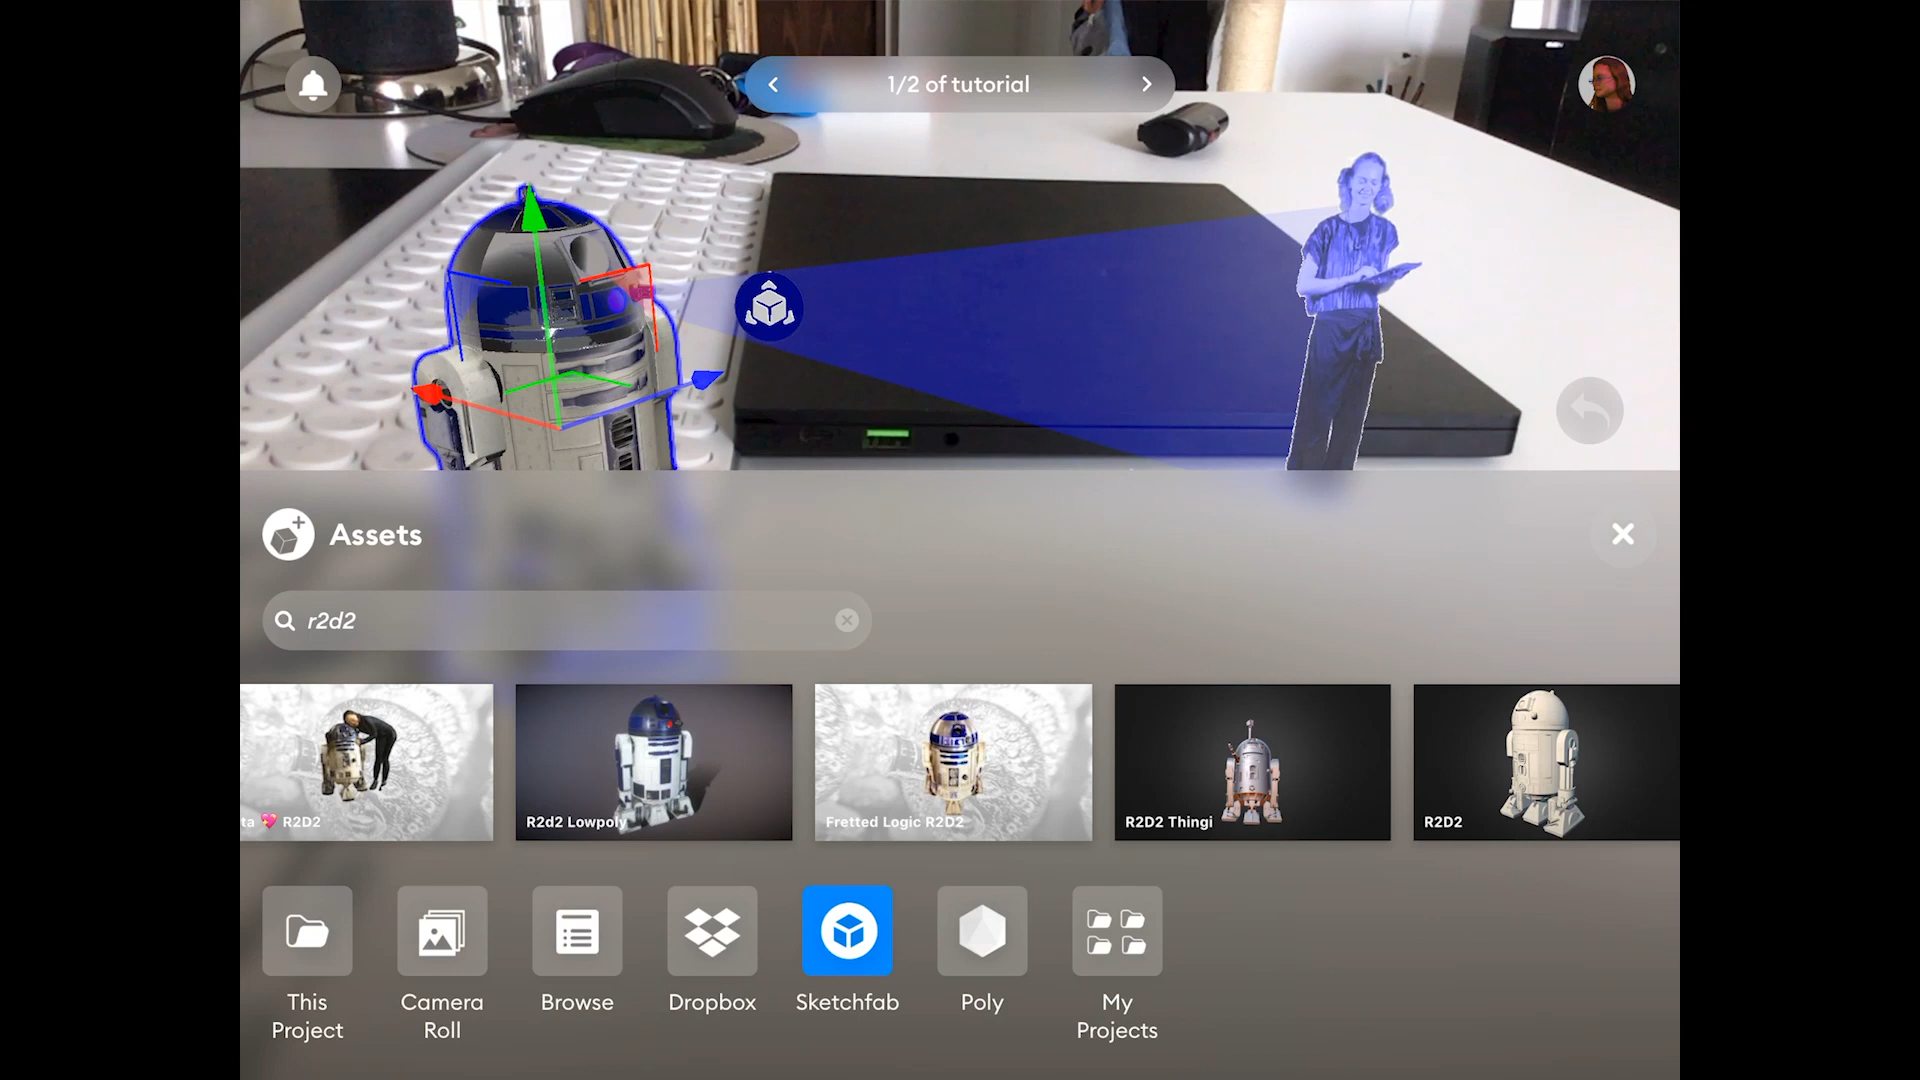 1/2 of tutorial
Assets
r2d2
ta 💖 R2D2
R2d2 Lowpoly
Fretted Logic R2D2
R2D2 Thingi
R2D2
This
Project
Camera
Roll
Browse
Dropbox
Sketchfab
Poly
My
Projects